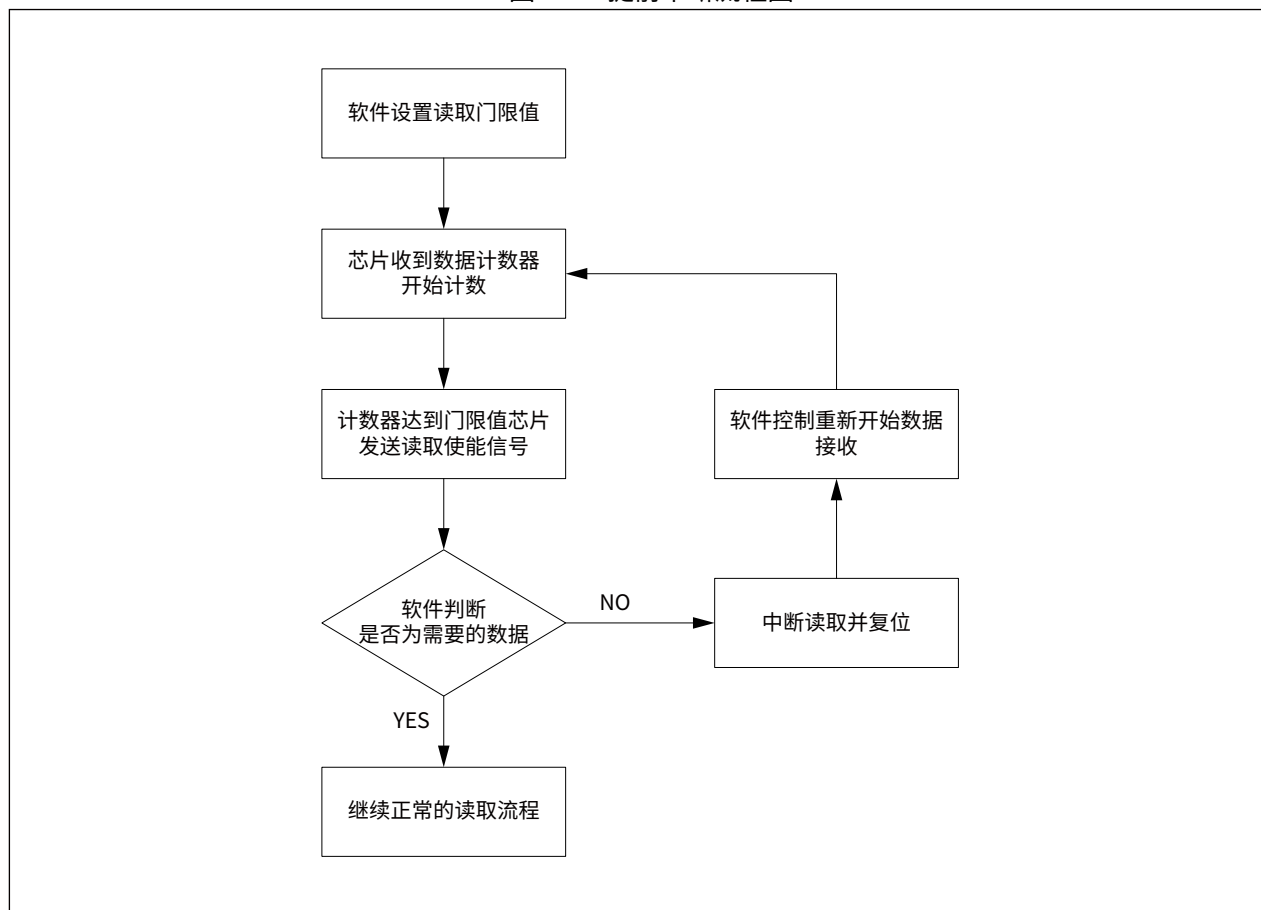 软件设置读取门限值
芯片收到数据计数器
开始计数
计数器达到门限值芯片
发送读取使能信号
软件控制重新开始数据
接收
软件判断
是否为需要的数据
NO
中断读取并复位
YES
继续正常的读取流程